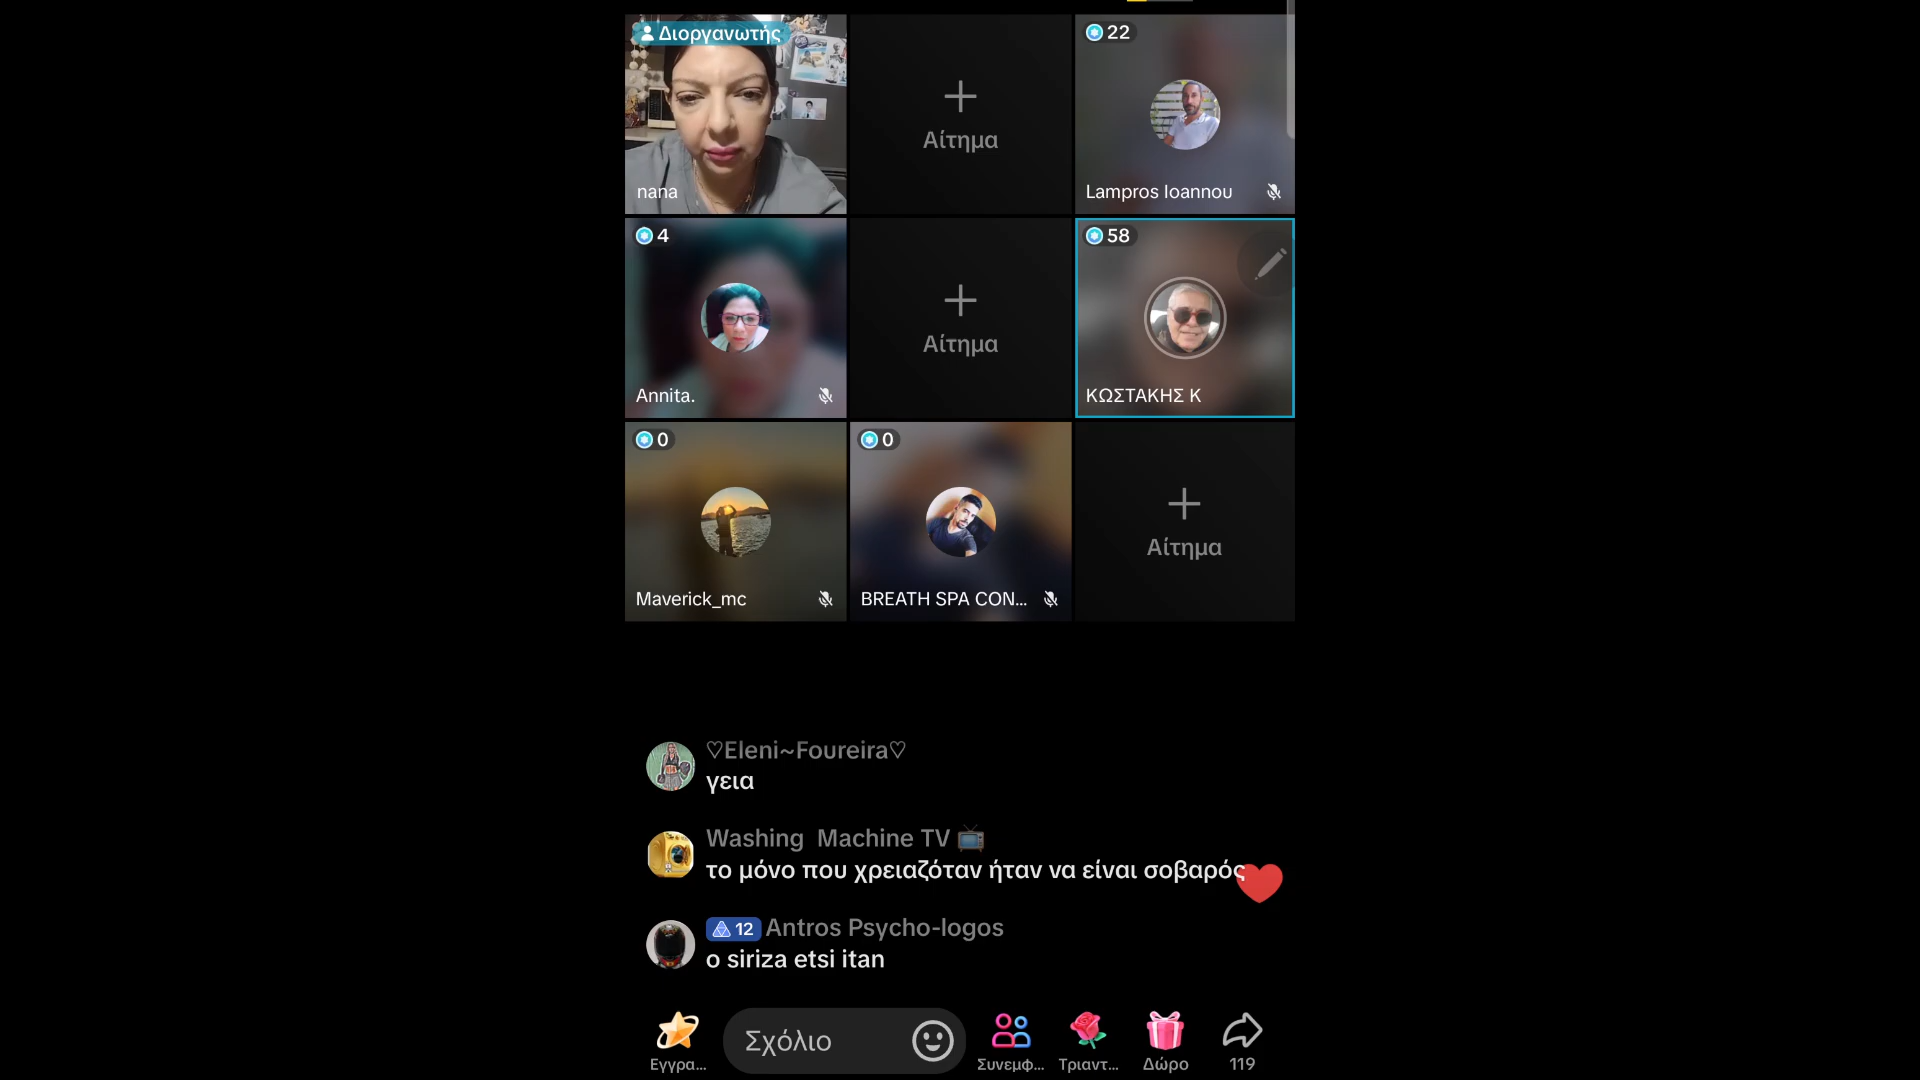 Διοργανωτής
nana
Αίτημα
22
Lampros Ioannou
4
Annita.
Αίτημα
58
ΚΩΣΤΑΚΗΣ Κ
0
Maverick_mc
0
BREATH SPA CON...
Αίτημα
♡Eleni~Foureira♡
γεια
Washing Machine TV 📺
το μόνο που χρειαζόταν ήταν να είναι σοβαρός
12 Antros Psycho-logos
o siriza etsi itan
Σχόλιο
Εγγρα...
Συνεμφ...
Τριαντ...
Δώρο
119